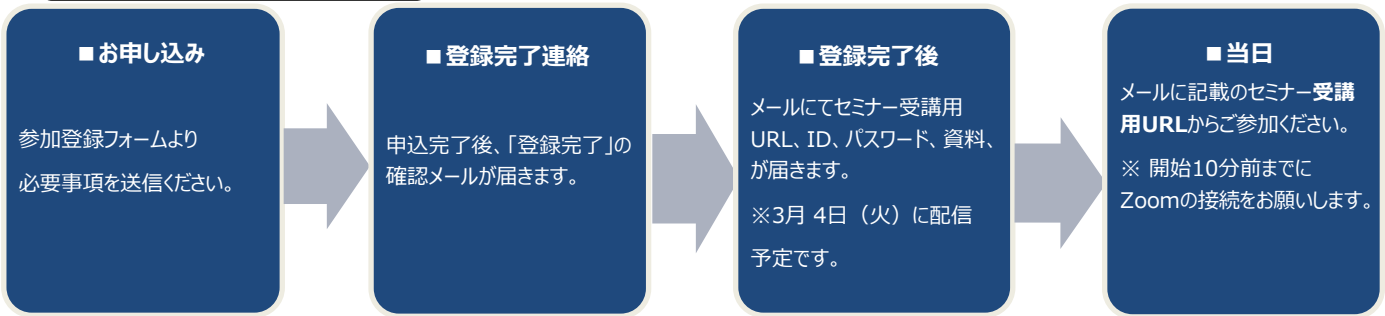 ■お申し込み
参加登録フォームより
必要事項を送信ください。
■登録完了連絡
申込完了後、「登録完了」の
確認メールが届きます。
■登録完了後
メールにてセミナー受講用
URL、ID、パスワード、資料、
が届きます。
※3月 4日（火）に配信
予定です。
■当日
メールに記載のセミナー受講
用URLからご参加ください。
※ 開始10分前までに
Zoomの接続をお願いします。